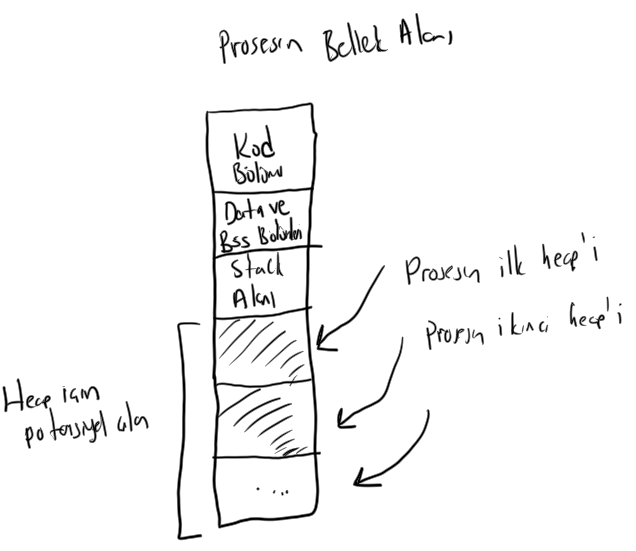 Prosesin Bellek Alanı
Kod
Bölümü
Data ve
Bss Bölümleri
Stack
Alanı
Prosesin ilk heap'i
Prosesin ikinci heap'i
Heap için
potansiyel alan
....